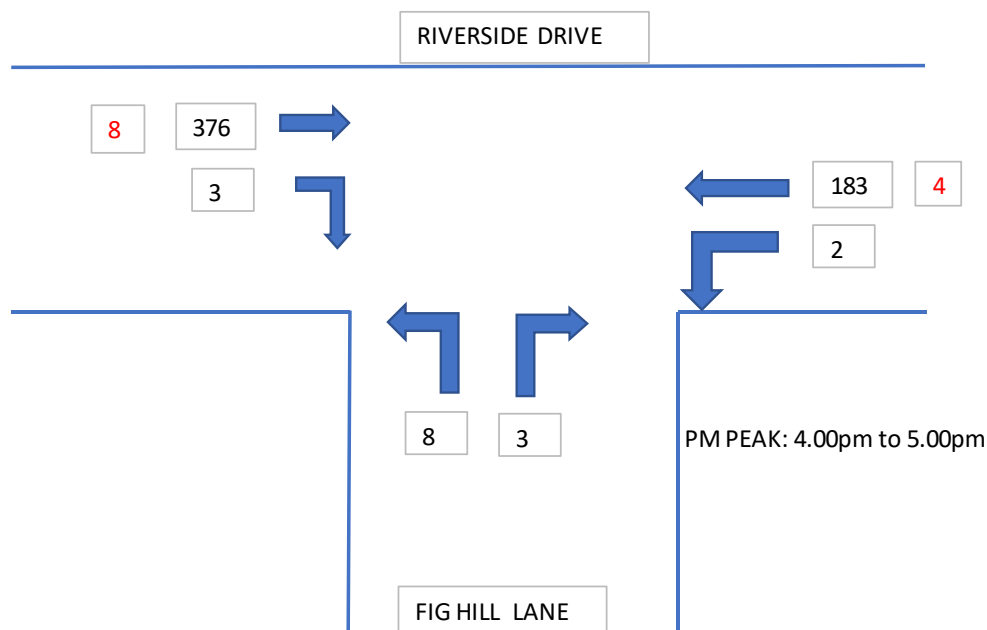 RIVERSIDE DRIVE
8 376
3
183 4
2
8 3
PM PEAK: 4.00pm to 5.00pm
FIG HILL LANE